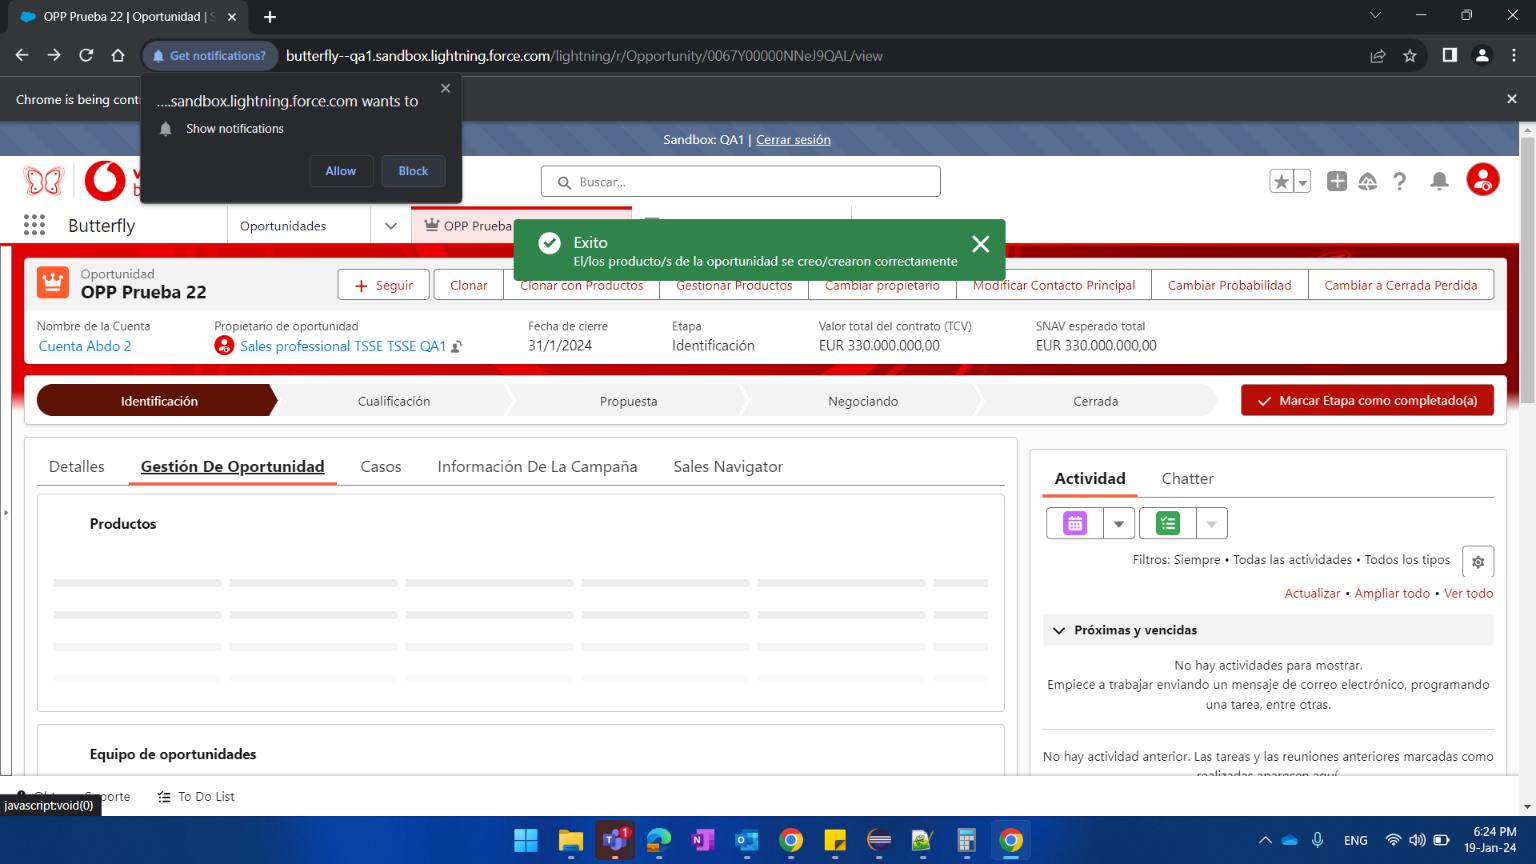 OPP Prueba 22 | Oportunidad | S
Get notifications?
butterfly--qa1.sandbox.lightning.force.com/lightning/r/Opportunity/0067Y00000NNeJ9QAL/view
Chrome is being
....sandbox.lightning.force.com wants to
Show notifications
Allow
Block
Sandbox: QA1 | Cerrar sesión
Buscar...
Butterfly
Oportunidades
OPP Prueba
Exito
El/los producto/s de la oportunidad se creo/crearon correctamente
Oportunidad
OPP Prueba 22
Seguir
Clonar
Clonar con Productos
Gestionar Productos
Cambiar propietario
Modificar Contacto Principal
Cambiar Probabilidad
Cambiar a Cerrada Perdida
Nombre de la Cuenta
Cuenta Abdo 2
Propietario de oportunidad
Sales professional TSSE TSSE QA1
Fecha de cierre
31/1/2024
Etapa
Identificación
Valor total del contrato (TCV)
EUR 330.000.000,00
SNAV esperado total
EUR 330.000.000,00
Identificación
Cualificación
Propuesta
Negociando
Cerrada
Marcar Etapa como completado(a)
Detalles
Gestión De Oportunidad
Casos
Información De La Campaña
Sales Navigator
Productos
Equipo de oportunidades
Actividad
Chatter
Filtros: Siempre • Todas las actividades • Todos los tipos
Actualizar • Ampliar todo • Ver todo
Próximas y vencidas
No hay actividades para mostrar.
Empiece a trabajar enviando un mensaje de correo electrónico, programando
una tarea, entre otras.
No hay actividad anterior. Las tareas y las reuniones anteriores marcadas como
realizadas aparecen aquí.
To Do List
javascript:void(0)
1
ENG
6:24 PM
19-Jan-24